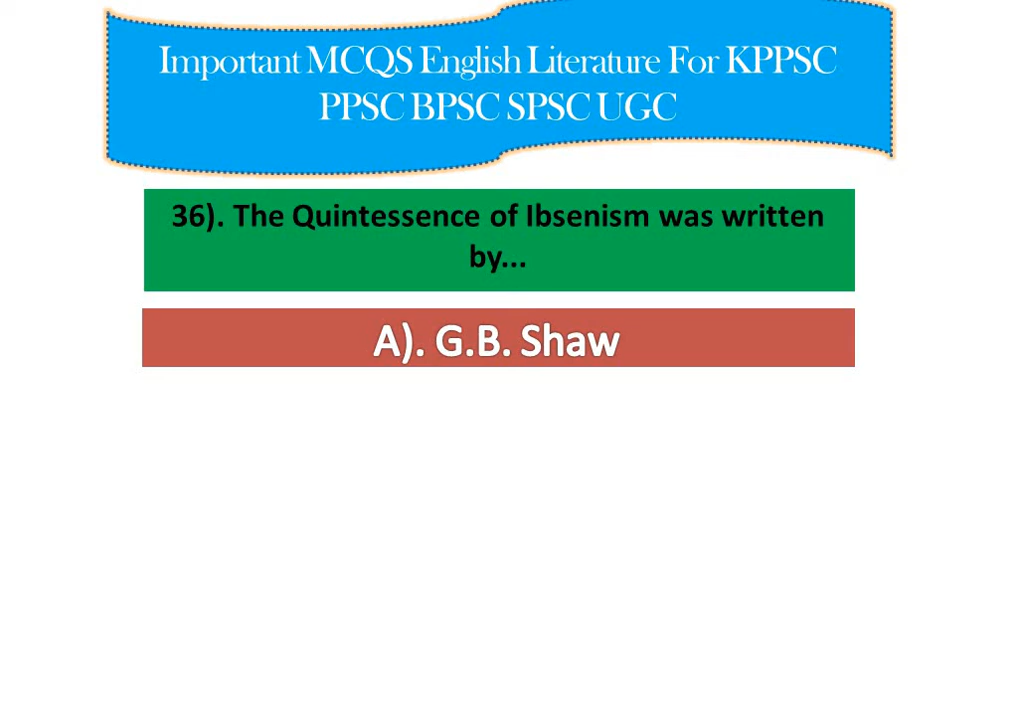 Important MCQS English Literature For KPPSC
PPSC BPSC SPSC UGC
36). The Quintessence of Ibsenism was written
by...
A). G.B. Shaw